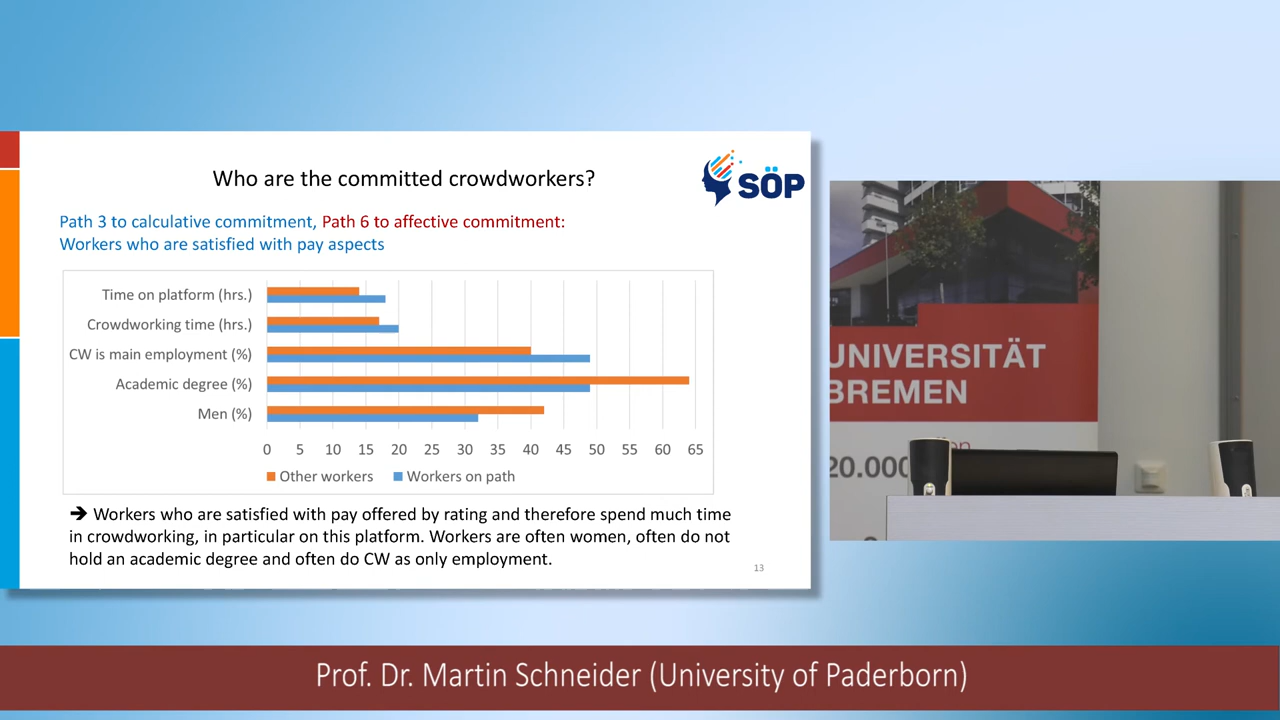 Who are the committed crowdworkers?
SÖP
Path 3 to calculative commitment, Path 6 to affective commitment:
Workers who are satisfied with pay aspects
Time on platform (hrs.)
Crowdworking time (hrs.)
CW is main employment (%)
Academic degree (%)
Men (%)
0 5 10 15 20 25 30 35 40 45 50 55 60 65
Other workers Workers on path
➔ Workers who are satisfied with pay offered by rating and therefore spend much time
in crowdworking, in particular on this platform. Workers are often women, often do not
hold an academic degree and often do CW as only employment.
13
UNIVERSITÄT
BREMEN
20.000
Prof. Dr. Martin Schneider (University of Paderborn)